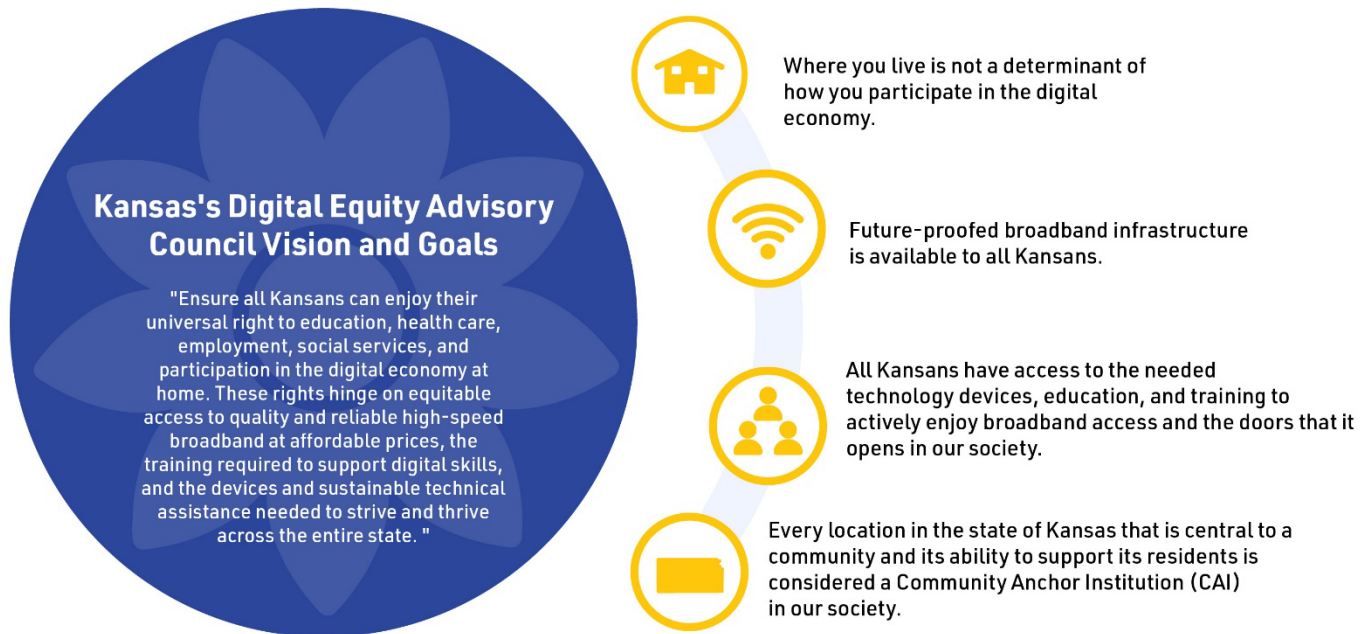 Kansas's Digital Equity Advisory
Council Vision and Goals
"Ensure all Kansans can enjoy their
universal right to education, health care,
employment, social services, and
participation in the digital economy at
home. These rights hinge on equitable
access to quality and reliable high-speed
broadband at affordable prices, the
training required to support digital skills,
and the devices and sustainable technical
assistance needed to strive and thrive
across the entire state. "
Where you live is not a determinant of
how you participate in the digital
economy.
Future-proofed broadband infrastructure
is available to all Kansans.
All Kansans have access to the needed
technology devices, education, and training to
actively enjoy broadband access and the doors that it
opens in our society.
Every location in the state of Kansas that is central to a
community and its ability to support its residents is
considered a Community Anchor Institution (CAI)
in our society.